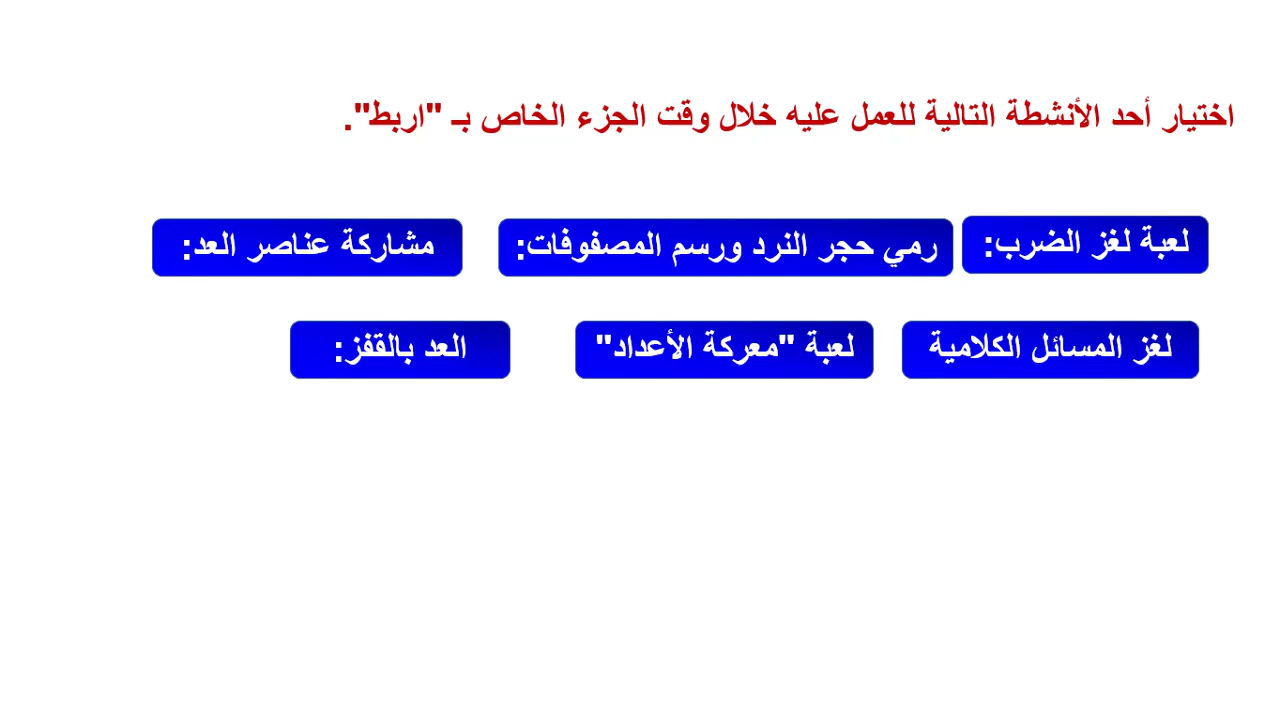 اختيار أحد الأنشطة التالية للعمل عليه خلال وقت الجزء الخاص بـ "اربط".
لعبة لغز الضرب:
رمي حجر النرد ورسم المصفوفات:
مشاركة عناصر العد:
لغز المسائل الكلامية
لعبة "معركة الأعداد"
العد بالقفز: